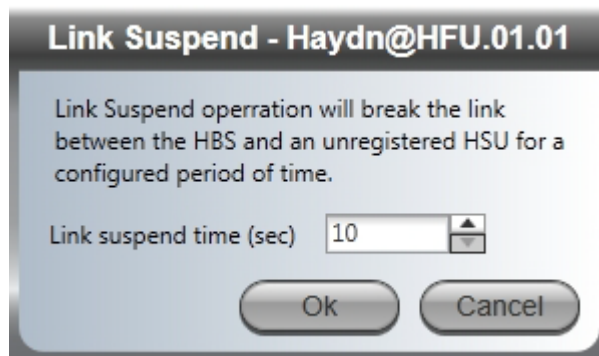 Link Suspend - Haydn@HFU.01.01
Link Suspend operration will break the link
between the HBS and an unregistered HSU for a
configured period of time.
Link suspend time (sec) 10
Ok Cancel